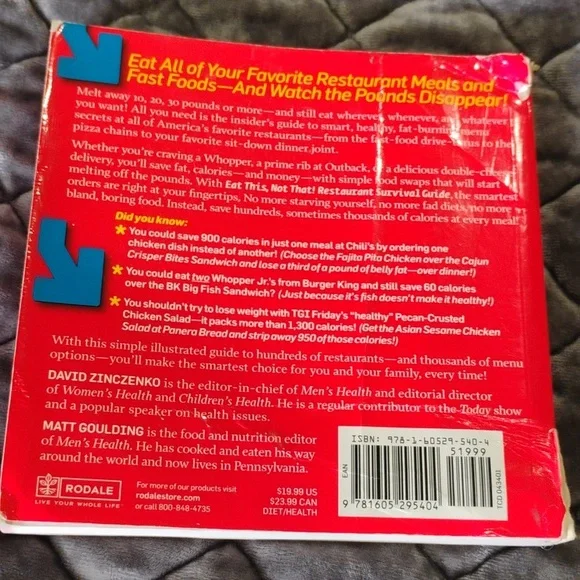 Eat All of Your Favorite Restaurant Meals and
Fast Foods—And Watch the Pounds Disappear!
Melt away 10, 20, 30 pounds or more—and still eat wherever, whenever, and whatever
you want! All you need is the insider's guide to smart, healthy, fat-burning menu
secrets at all of America's favorite restaurants—from the fast-food drive-thrus to the
pizza chains to your favorite sit-down dinner joint.
Whether you're craving a Whopper, a prime rib at Outback, or a delicious double-cheese
delivery, you'll save fat, calories—and money—with simple food swaps that will start
melting off the pounds. With Eat This, Not That! Restaurant Survival Guide, the smartest
orders are right at your fingertips, No more starving yourself, no more fad diets, no more
bland, boring food. Instead, save hundreds, sometimes thousands of calories at every meal!
Did you know:
★ You could save 900 calories in just one meal at Chili's by ordering one
chicken dish instead of another! (Choose the Fajita Pita Chicken over the Cajun
Crisper Bites Sandwich and lose a third of a pound of belly fat—over dinner!)
★ You could eat two Whopper Jr.'s from Burger King and still save 60 calories
over the BK Big Fish Sandwich? (Just because it's fish doesn't make it healthy!)
★ You shouldn't try to lose weight with TGI Friday's "healthy" Pecan-Crusted
Chicken Salad—it packs more than 1,300 calories! (Get the Asian Sesame Chicken
Salad at Panera Bread and strip away 950 of those calories!)
With this simple illustrated guide to hundreds of restaurants—and thousands of menu
options—you'll make the smartest choice for you and your family, every time!
DAVID ZINCZENKO is the editor-in-chief of Men's Health and editorial director
of Women's Health and Children's Health. He is a regular contributor to the Today show
and a popular speaker on health issues.
MATT GOULDING is the food and nutrition editor
of Men's Health. He has cooked and eaten his way
around the world and now lives in Pennsylvania.
RODALE
LIVE YOUR WHOLE LIFE™
For more of our products visit
rodalestore.com
or call 800-848-4735
$19.99 US
$23.99 CAN
DIET/HEALTH
ISBN: 978-1-60529-540-4
51999
EAN
9 781605 295404
TCD 043401